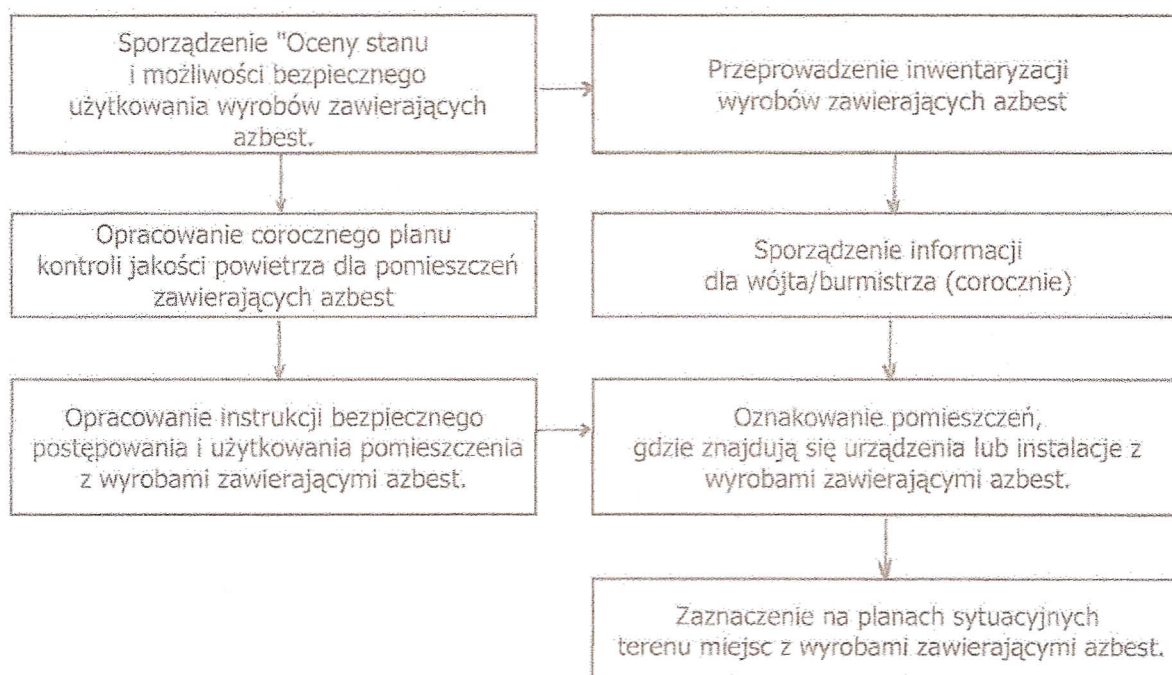 Sporządzenie "Oceny stanu
i możliwości bezpiecznego
użytkowania wyrobów zawierających
azbest.
Przeprowadzenie inwentaryzacji
wyrobów zawierających azbest
Opracowanie corocznego planu
kontroli jakości powietrza dla pomieszczeń
zawierających azbest
Sporządzenie informacji
dla wójta/burmistrza (corocznie)
Opracowanie instrukcji bezpiecznego
postępowania i użytkowania pomieszczenia
z wyrobami zawierającymi azbest.
Oznakowanie pomieszczeń,
gdzie znajdują się urządzenia lub instalacje z
wyrobami zawierającymi azbest.
Zaznaczenie na planach sytuacyjnych
terenu miejsc z wyrobami zawierającymi azbest.